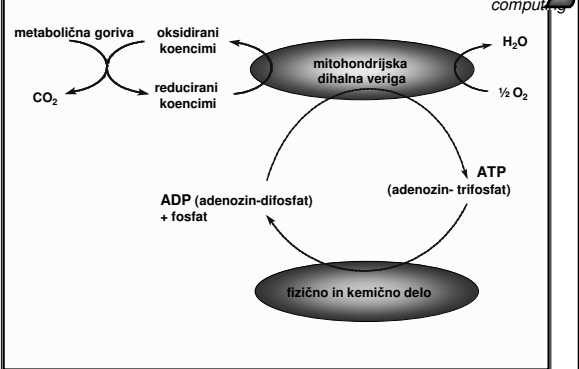 computing
metabolična goriva
oksidirani
koencimi
H₂O
mitohondrijska
dihalna veriga
reducirani
koencimi
CO₂
½ O₂
ATP
(adenozin- trifosfat)
ADP (adenozin-difosfat)
+ fosfat
fizično in kemično delo